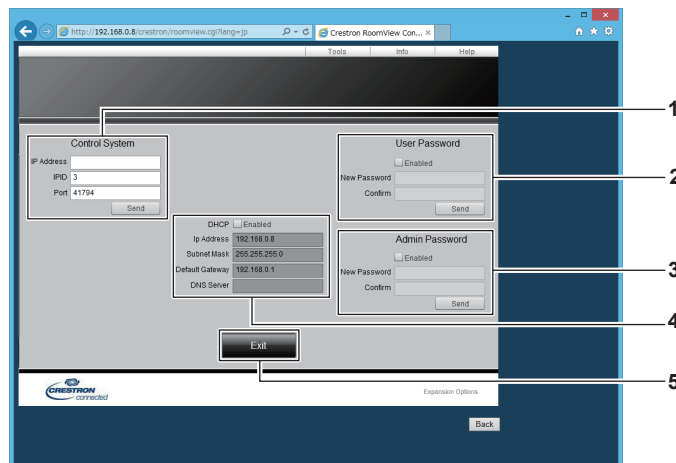 http://192.168.0.8/crestron/roomview.cgi?lang=jp
Crestron RoomView Con... ×
Tools Info Help
1
Control System
IP Address
IPID 3
Port 41794
Send
User Password
Enabled
New Password
Confirm
Send
2
DHCP Enabled
Ip Address 192.168.0.8
Subnet Mask 255.255.255.0
Default Gateway 192.168.0.1
DNS Server
Admin Password
Enabled
New Password
Confirm
Send
3
4
Exit
5
CRESTRON
connected
Expansion Options
Back